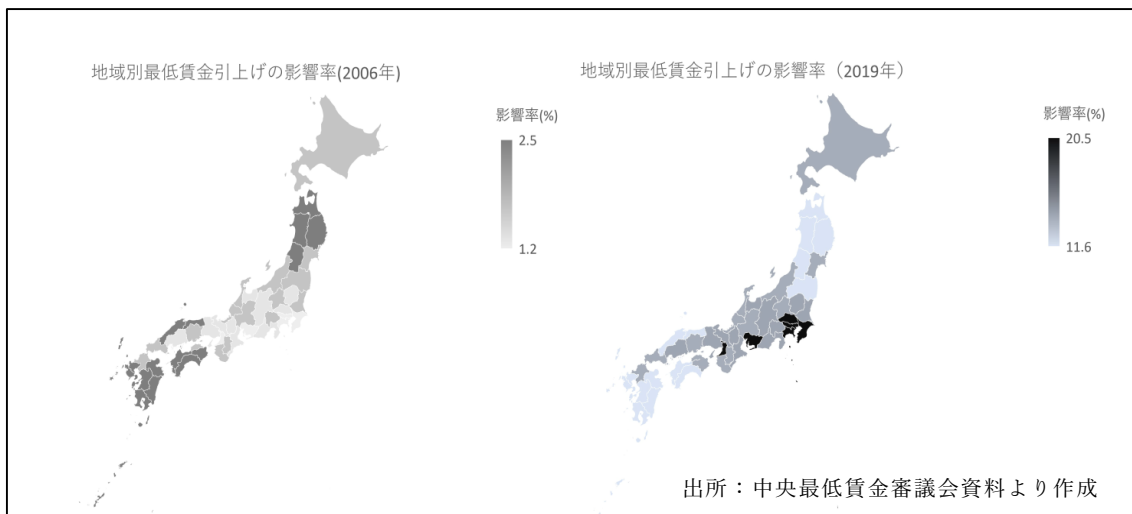 地域別最低賃金引上げの影響率(2006年)
影響率(%)
2.5
1.2
地域別最低賃金引上げの影響率（2019年）
影響率(%)
20.5
11.6
出所：中央最低賃金審議会資料より作成